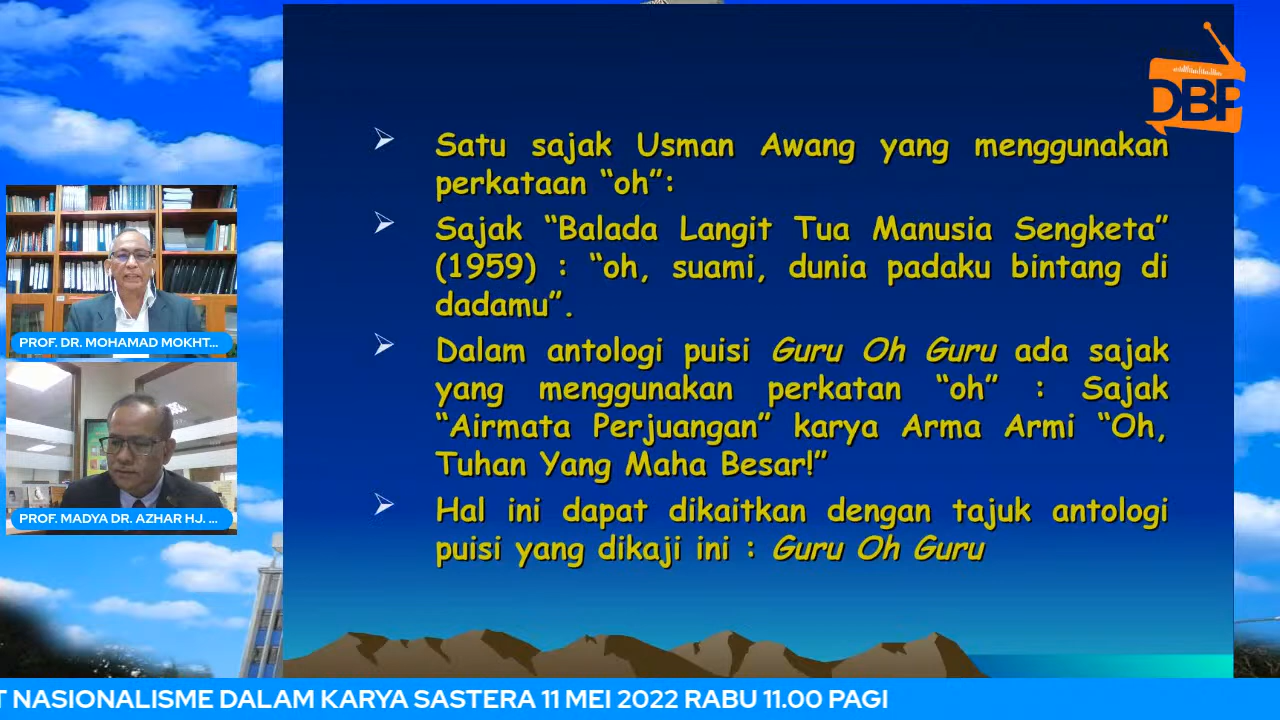 DBP
Satu sajak Usman Awang yang menggunakan
perkataan “oh”:
Sajak “Balada Langit Tua Manusia Sengketa”
(1959) : “oh, suami, dunia padaku bintang di
dadamu”.
Dalam antologi puisi Guru Oh Guru ada sajak
yang menggunakan perkatan “oh” : Sajak
“Airmata Perjuangan” karya Arma Armi “Oh,
Tuhan Yang Maha Besar!”
Hal ini dapat dikaitkan dengan tajuk antologi
puisi yang dikaji ini : Guru Oh Guru
PROF. DR. MOHAMAD MOKHT...
PROF. MADYA DR. AZHAR HJ. ...
T NASIONALISME DALAM KARYA SASTERA 11 MEI 2022 RABU 11.00 PAGI